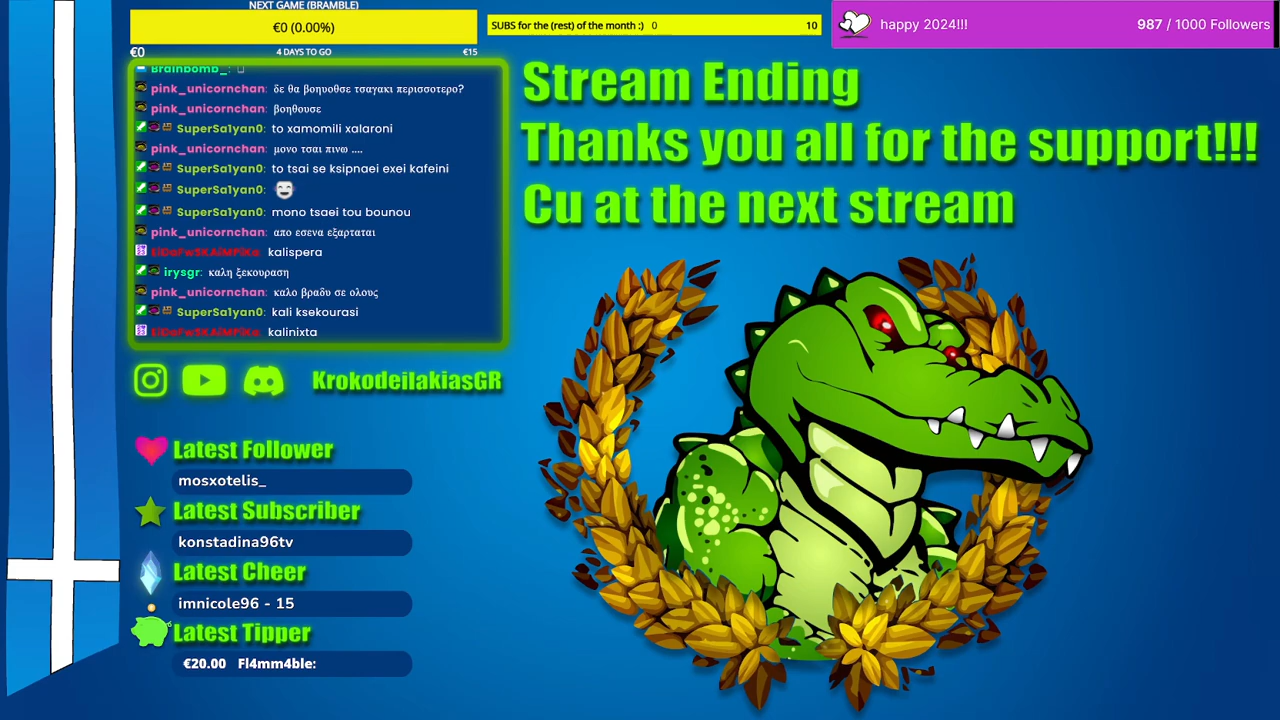 NEXT GAME (BRAMBLE)
€0 (0.00%)
€0
4 DAYS TO GO
€15
SUBS for the (rest) of the month :) 0
10
happy 2024!!!
987 / 1000 Followers
Brainbomb_:
pink_unicornchan: δε θα βοηυοθσε τσαγακι περισσοτερο?
pink_unicornchan: βοηθουσε
SuperSa1yan0: to xamomili xalaroni
pink_unicornchan: μονο τσαι πινω ....
SuperSa1yan0: to tsai se ksipnaei exei kafeini
SuperSa1yan0:
SuperSa1yan0: mono tsaei tou bounou
pink_unicornchan: απο εσενα εξαρταται
kalispera
irysgr: καλη ξεκουραση
pink_unicornchan: καλο βραδυ σε ολους
SuperSa1yan0: kali ksekourasi
kalinixta
Stream Ending
Thanks you all for the support!!!
Cu at the next stream
KrokodeilakiasGR
Latest Follower
mosxotelis_
Latest Subscriber
konstadina96tv
Latest Cheer
imnicole96 - 15
Latest Tipper
€20.00 Fl4mm4ble: